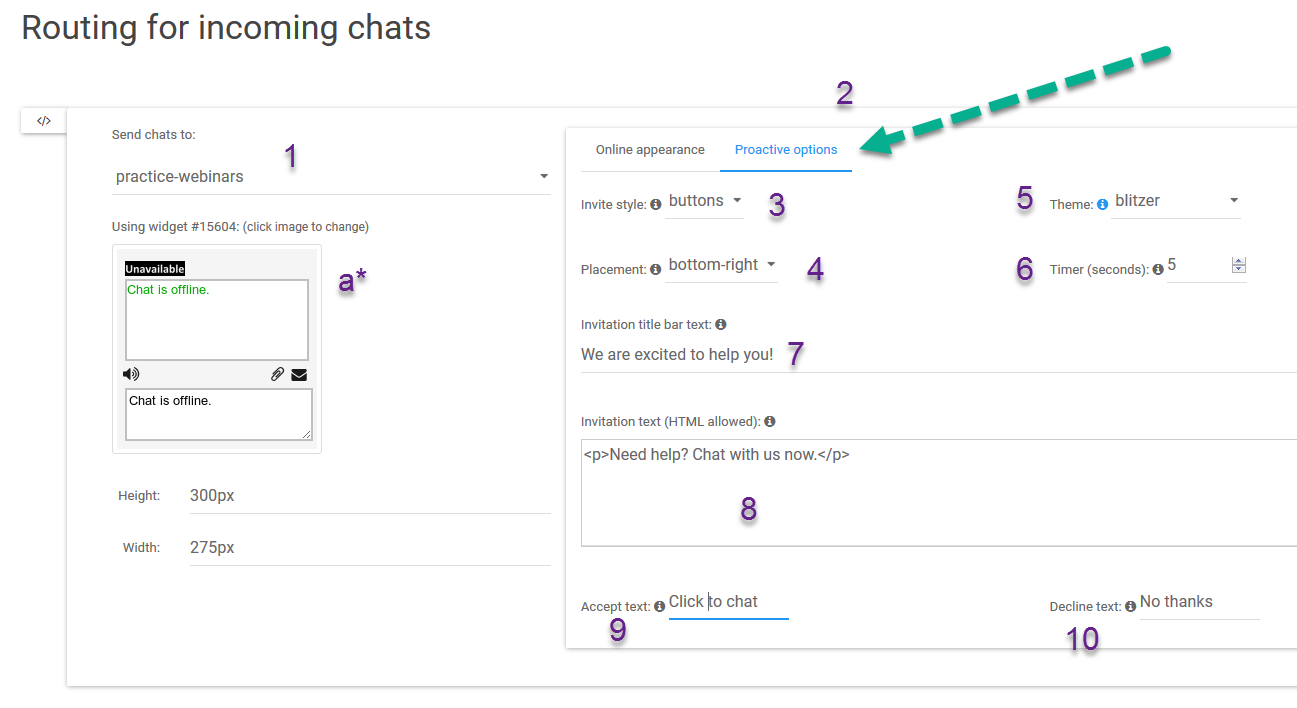 Routing for incoming chats
2
</>
Send chats to:
1
practice-webinars
Using widget #15604: (click image to change)
a*
Unavailable
Chat is offline.
Chat is offline.
Height: 300px
Width: 275px
Online appearance Proactive options
Invite style: buttons 3
5 Theme: blitzer
Placement: bottom-right 4
6 Timer (seconds): 5
Invitation title bar text:
We are excited to help you! 7
Invitation text (HTML allowed):
<p>Need help? Chat with us now.</p>
8
Accept text: Click to chat
9
Decline text: No thanks
10